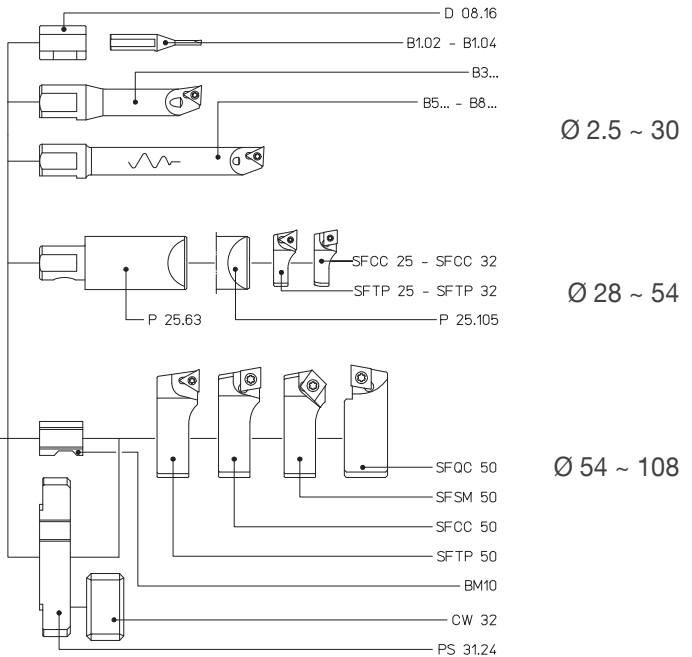 D 08.16
B1.02 - B1.04
B3...
B5... - B8...
Ø 2.5 ~ 30
SFCC 25 - SFCC 32
SFTP 25 - SFTP 32
Ø 28 ~ 54
P 25.63
P 25.105
SFQC 50
Ø 54 ~ 108
SFSM 50
SFCC 50
SFTP 50
BM10
CW 32
PS 31.24